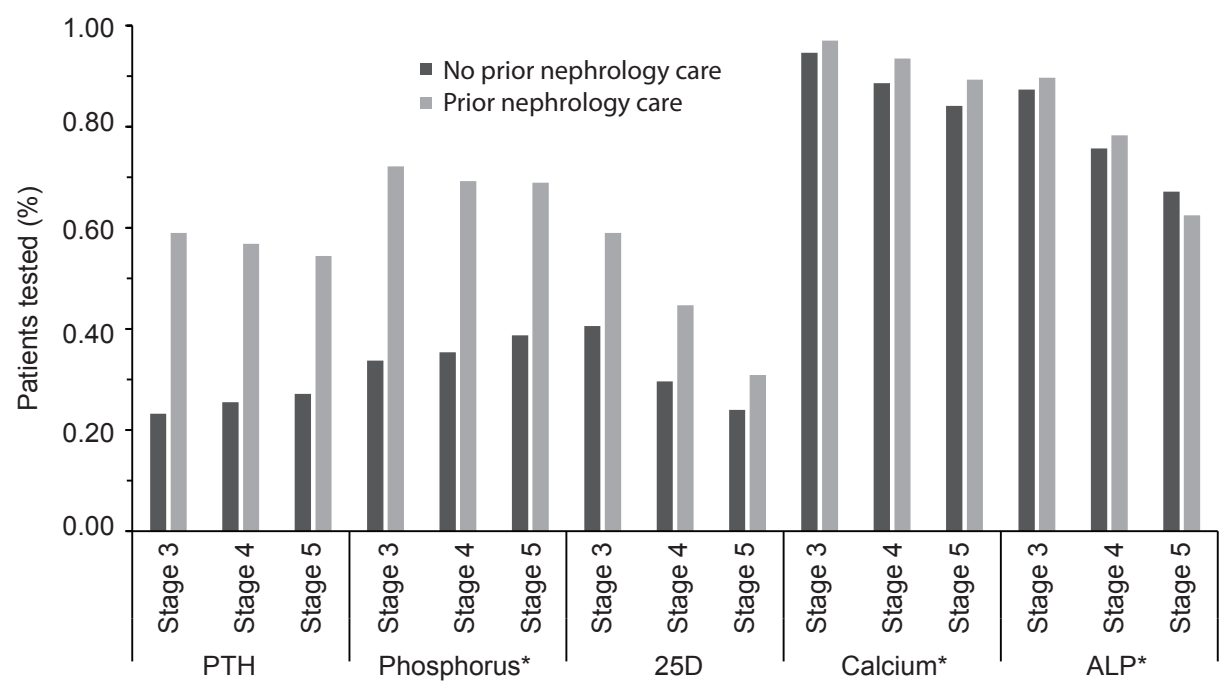 Patients tested (%)
1.00
0.80
0.60
0.40
0.20
0.00
No prior nephrology care
Prior nephrology care
Stage 3 Stage 4 Stage 5 Stage 3 Stage 4 Stage 5 Stage 3 Stage 4 Stage 5 Stage 3 Stage 4 Stage 5 Stage 3 Stage 4 Stage 5
PTH Phosphorus* 25D Calcium* ALP*